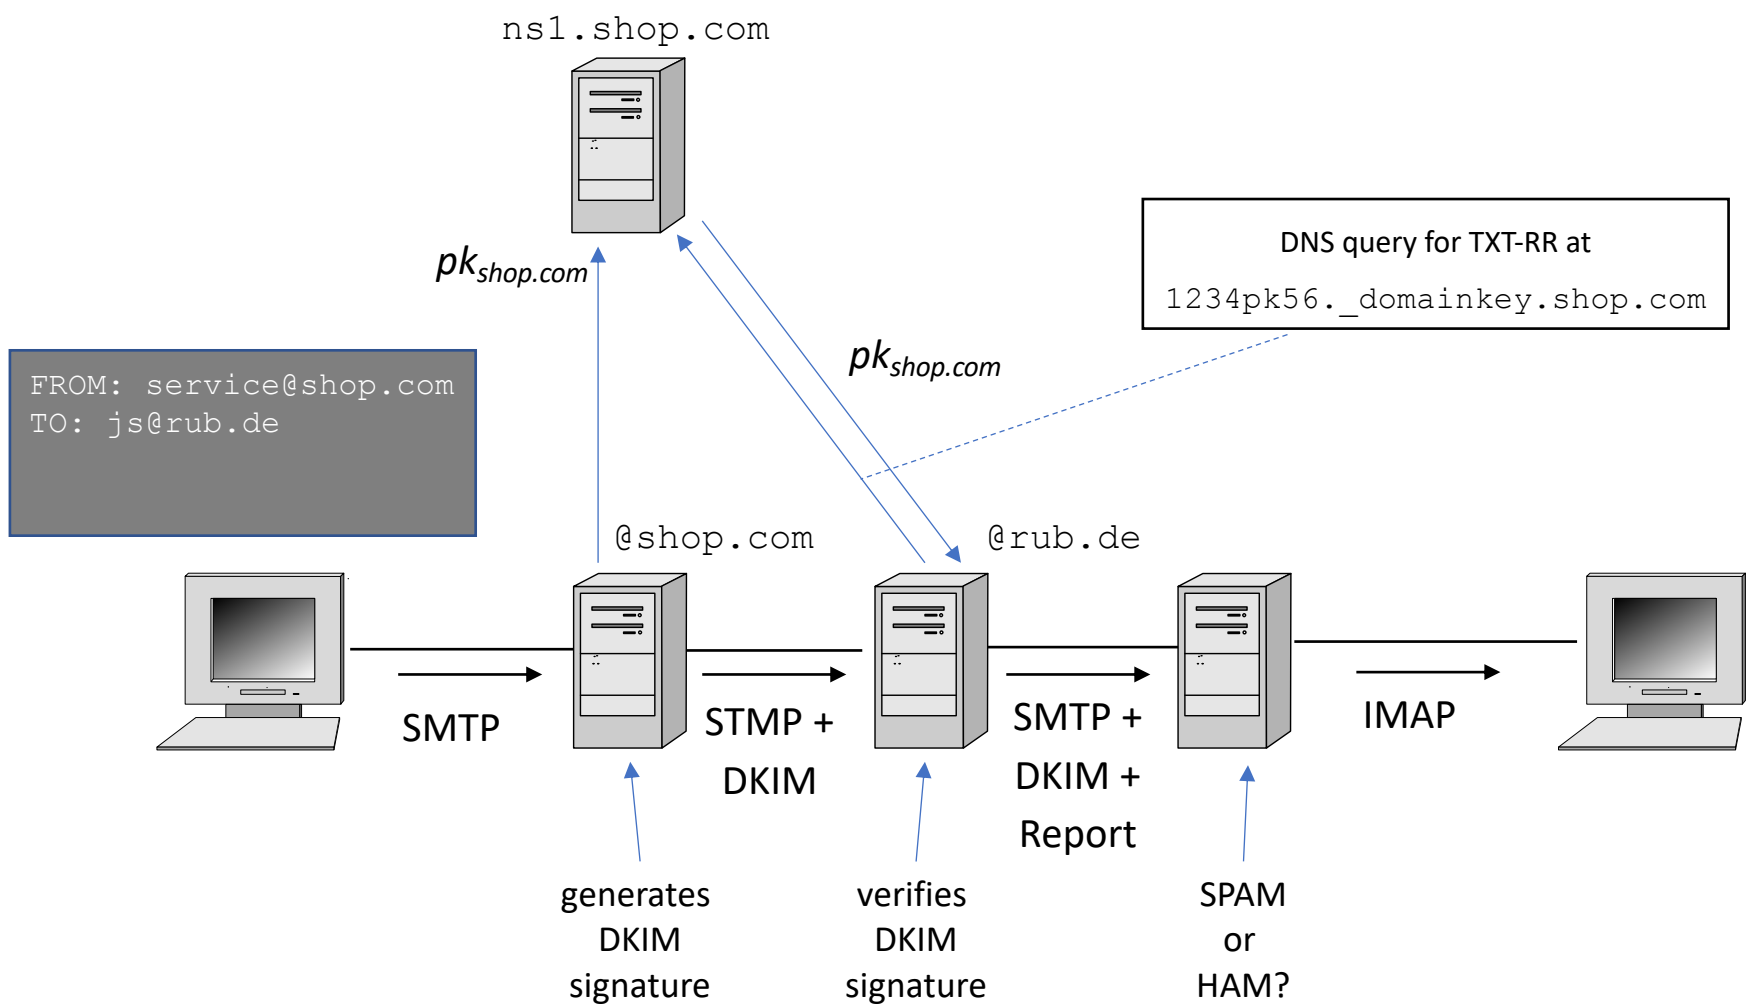 ns1.shop.com
pkshop.com
DNS query for TXT-RR at
1234pk56._domainkey.shop.com
pkshop.com
FROM: service@shop.com
TO: js@rub.de
@shop.com
@rub.de
SMTP
STMP +
DKIM
SMTP +
DKIM +
Report
IMAP
generates
DKIM
signature
verifies
DKIM
signature
SPAM
or
HAM?